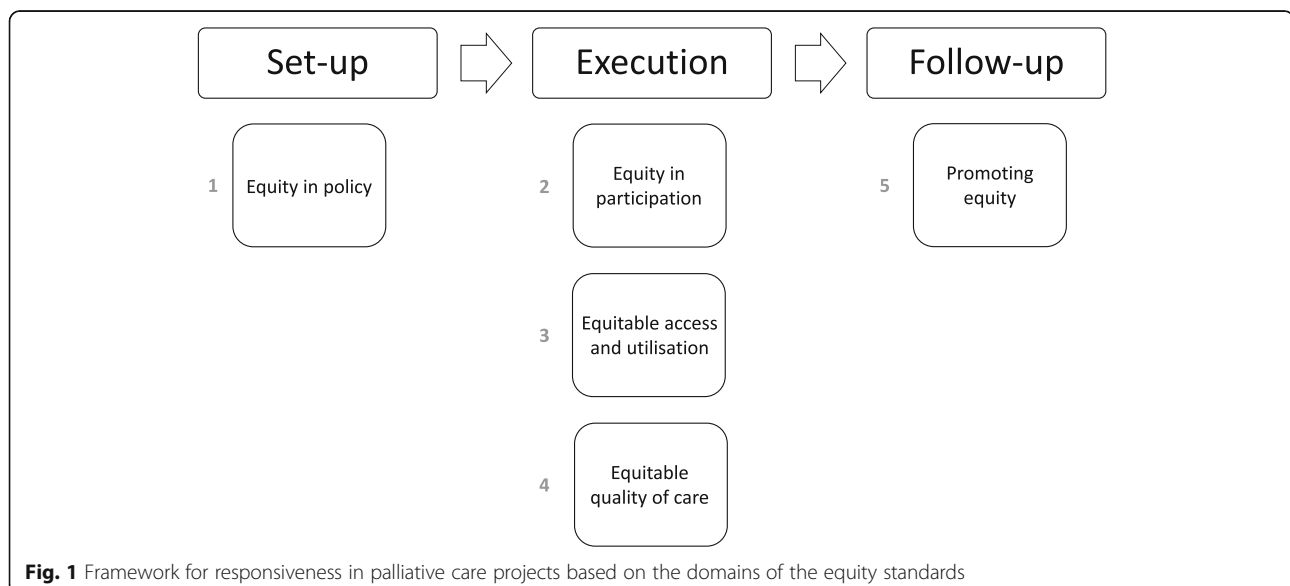 Set-up
Execution
Follow-up
1
Equity in policy
2
Equity in
participation
5
Promoting
equity
3
Equitable access
and utilisation
4
Equitable
quality of care
Fig. 1 Framework for responsiveness in palliative care projects based on the domains of the equity standards